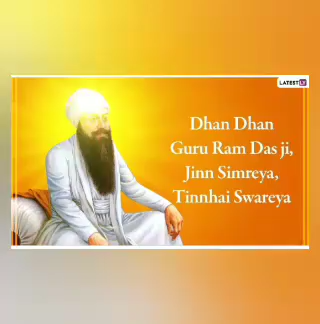 LATESTLY
Dhan Dhan
Guru Ram Das ji,
Jinn Simreya,
Tinnhai Swareya